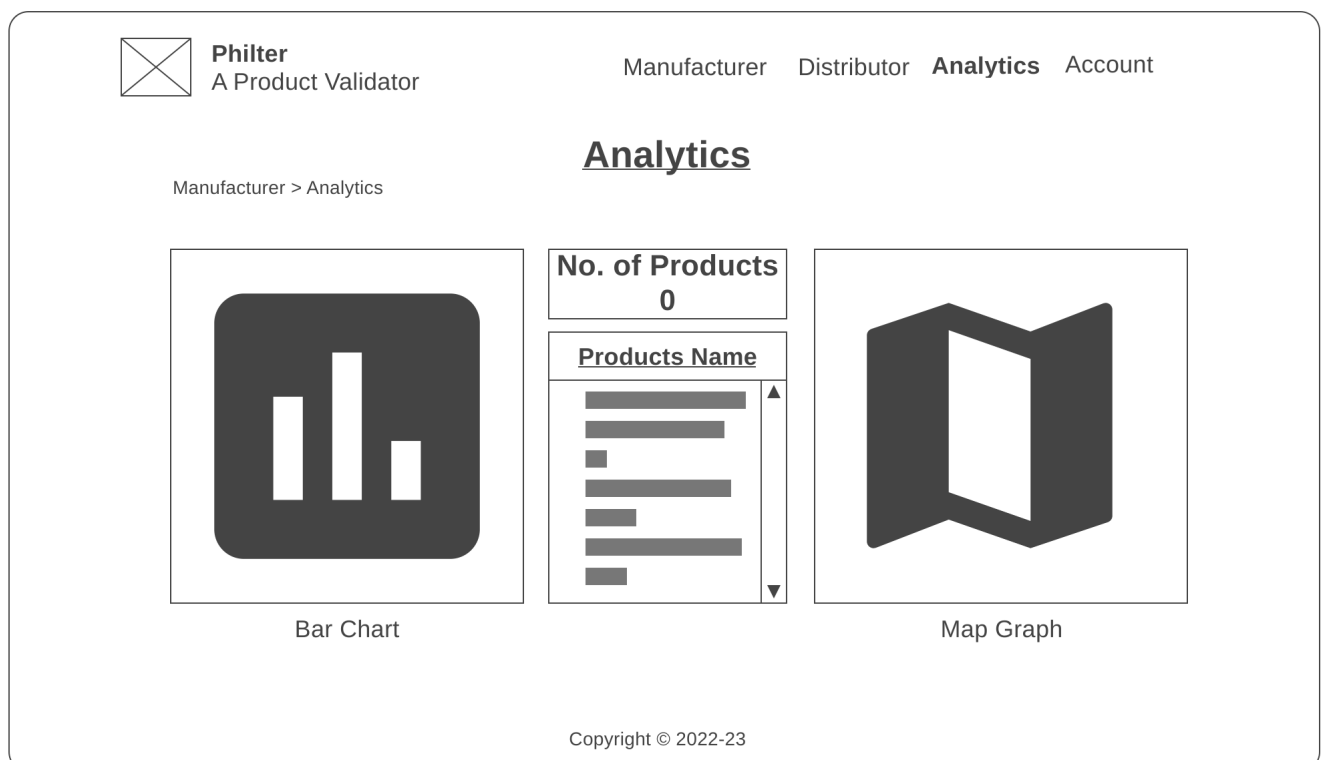 Philter
A Product Validator
Manufacturer
Distributor
Analytics
Account
Analytics
Manufacturer > Analytics
No. of Products
0
Products Name
Bar Chart
Map Graph
Copyright © 2022-23